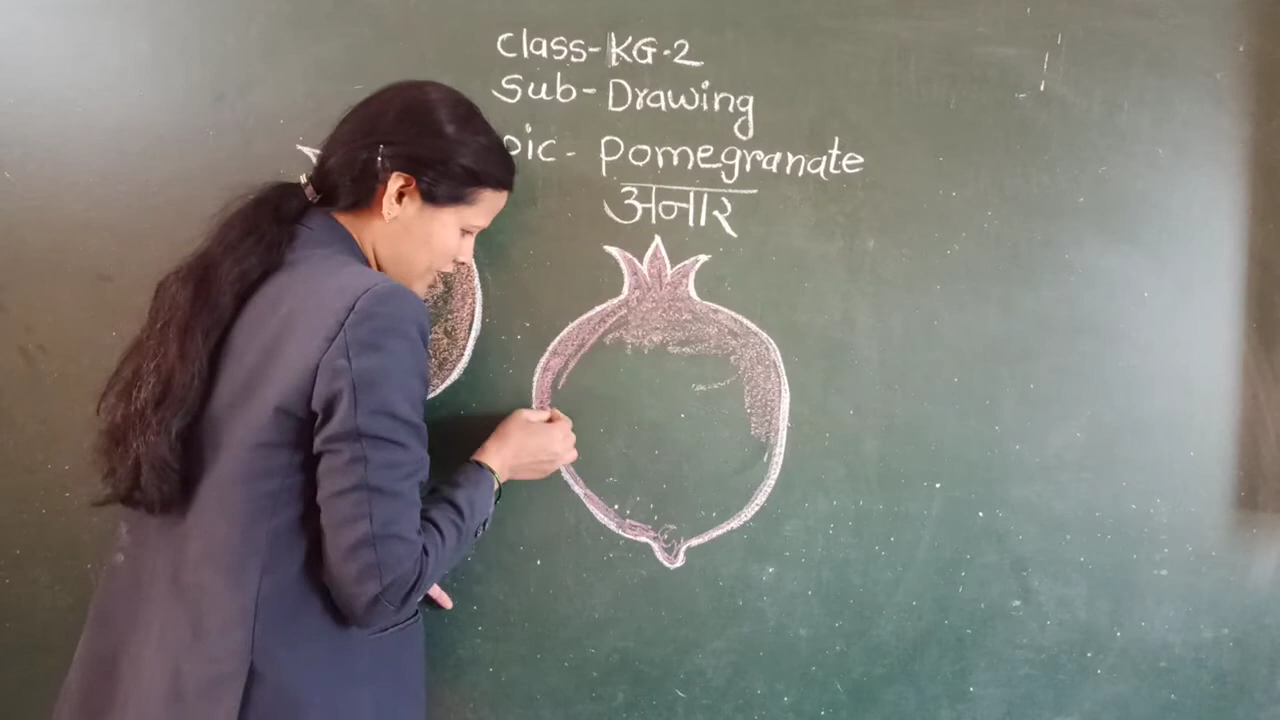 Class-KG-2
Sub-Drawing
pic- pomegranate
अनार